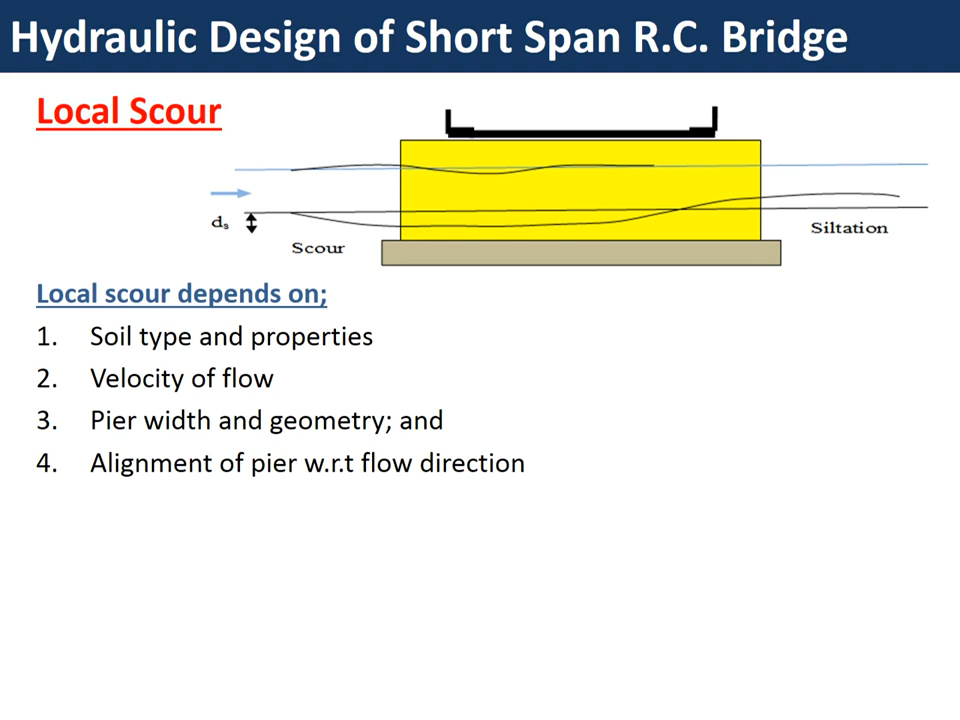 Hydraulic Design of Short Span R.C. Bridge
Local Scour
ds
Scour
Siltation
Local scour depends on;
1. Soil type and properties
2. Velocity of flow
3. Pier width and geometry; and
4. Alignment of pier w.r.t flow direction